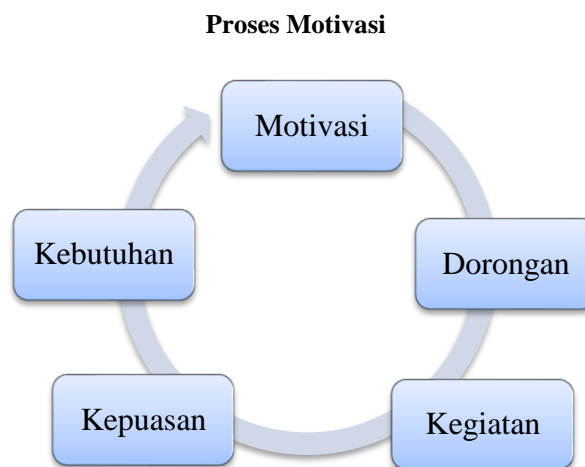 Proses Motivasi
Motivasi
Dorongan
Kegiatan
Kepuasan
Kebutuhan